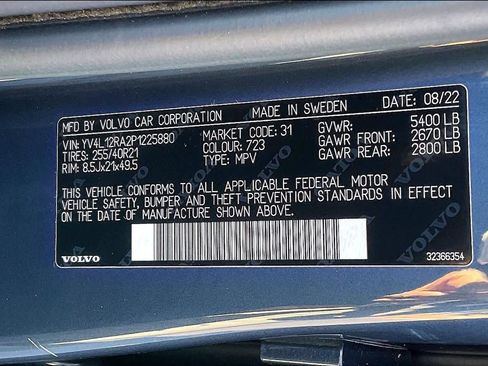 MFD BY VOLVO CAR CORPORATION MADE IN SWEDEN DATE: 08/22
VIN: YV4L12RA2P1225880 MARKET CODE: 31 GVWR: 5400 LB
TIRES: 255/40R21 COLOUR: 723 GAWR FRONT: 2670 LB
RIM: 8.5Jx21x49.5 TYPE: MPV GAWR REAR: 2800 LB
THIS VEHICLE CONFORMS TO ALL APPLICABLE FEDERAL MOTOR
VEHICLE SAFETY, BUMPER AND THEFT PREVENTION STANDARDS IN EFFECT
ON THE DATE OF MANUFACTURE SHOWN ABOVE.
VOLVO 32366354